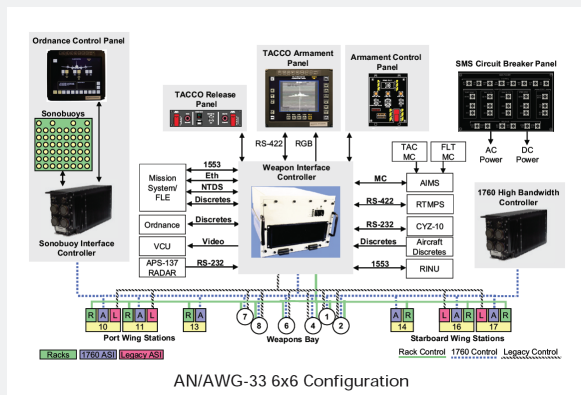 Ordnance Control Panel
TACCO Armament Panel
Armament Control Panel
SMS Circuit Breaker Panel
TACCO Release Panel
Sonobuoys
RS-422
RGB
AC Power
DC Power
TAC MC
FLT MC
Weapon Interface Controller
Mission System/ FLE
1553
Eth
NTDS
Discretes
MC
AIMS
RS-422
RTMPS
1760 High Bandwidth Controller
Ordnance
Discretes
RS-232
CYZ-10
Sonobuoy Interface Controller
VCU
Video
Discretes
Aircraft Discretes
APS-137 RADAR
RS-232
1553
RINU
R A L R A L
10 11
R A
13
7 8 6 4 1 2
A R
14
L A R L A R
16 17
Port Wing Stations
Weapons Bay
Starboard Wing Stations
Racks
1760 ASI
Legacy ASI
Rack Control
1760 Control
Legacy Control
AN/AWG-33 6x6 Configuration